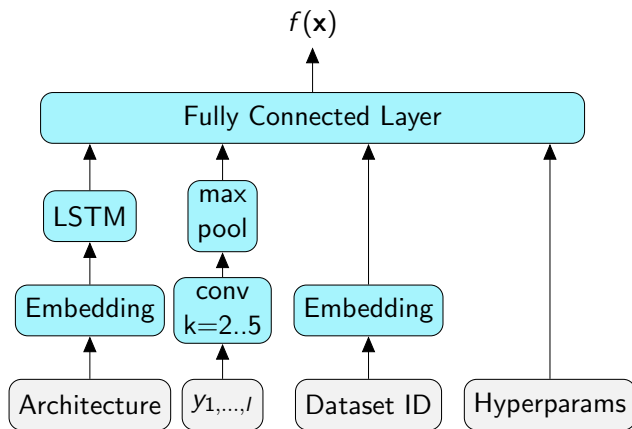 f(x)
Fully Connected Layer
LSTM
max
pool
Embedding
conv
k=2..5
Embedding
Architecture
y1,...,l
Dataset ID
Hyperparams